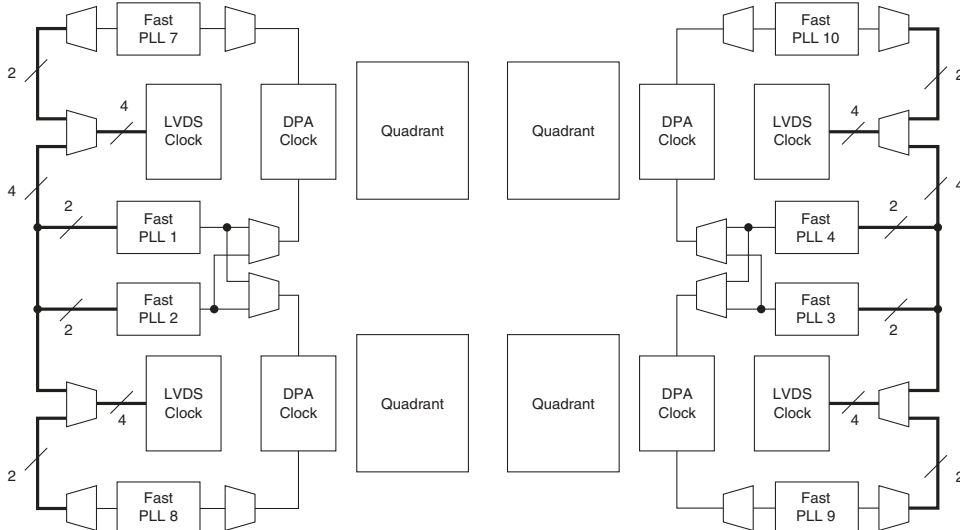 Fast
PLL 7
Fast
PLL 10
2
2
4
LVDS
Clock
DPA
Clock
Quadrant
Quadrant
DPA
Clock
LVDS
Clock
4
4
4
2
Fast
PLL 1
Fast
PLL 4
2
2
Fast
PLL 2
Fast
PLL 3
2
LVDS
Clock
4
DPA
Clock
Quadrant
Quadrant
DPA
Clock
LVDS
Clock
4
2
2
Fast
PLL 8
Fast
PLL 9